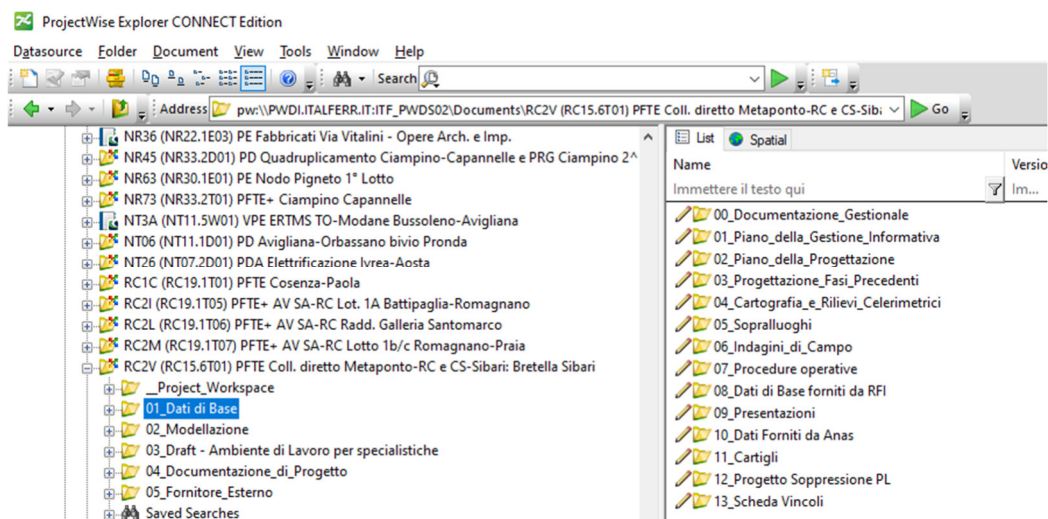 ProjectWise Explorer CONNECT Edition
Datasource Folder Document View Tools Window Help
Search
Address pw:\\PWDI.ITALFERR.IT:ITF_PWDS02\Documents\RC2V (RC15.6T01) PFTE Coll. diretto Metaponto-RC e CS-Siba Go
NR36 (NR22.1E03) PE Fabbricati Via Vitalini - Opere Arch. e Imp.
NR45 (NR33.2D01) PD Quadruplicamento Ciampino-Capannelle e PRG Ciampino 2^
NR63 (NR30.1E01) PE Nodo Pigneto 1° Lotto
NR73 (NR33.2T01) PFTE+ Ciampino Capannelle
NT3A (NT11.5W01) VPE ERTMS TO-Modane Bussoleno-Avigliana
NT06 (NT11.1D01) PD Avigliana-Orbassano bivio Pronda
NT26 (NT07.2D01) PDA Elettrificazione Ivrea-Aosta
RC1C (RC19.1T01) PFTE Cosenza-Paola
RC2I (RC19.1T05) PFTE+ AV SA-RC Lot. 1A Battipaglia-Romagnano
RC2L (RC19.1T06) PFTE+ AV SA-RC Radd. Galleria Santomarco
RC2M (RC19.1T07) PFTE+ AV SA-RC Lotto 1b/c Romagnano-Praia
RC2V (RC15.6T01) PFTE Coll. diretto Metaponto-RC e CS-Sibari: Bretella Sibari
__Project_Workspace
01_Dati di Base
02_Modellazione
03_Draft - Ambiente di Lavoro per specialistiche
04_Documentazione_di_Progetto
05_Fornitore_Esterno
Saved Searches
List Spatial
Name Versio
Immettere il testo qui Im...
00_Documentazione_Gestionale
01_Piano_della_Gestione_Informativa
02_Piano_della_Progettazione
03_Progettazione_Fasi_Precedenti
04_Cartografia_e_Rilievi_Celerimetrici
05_Sopralluoghi
06_Indagini_di_Campo
07_Procedure operative
08_Dati di Base forniti da RFI
09_Presentazioni
10_Dati Forniti da Anas
11_Cartigli
12_Progetto Soppressione PL
13_Scheda Vincoli